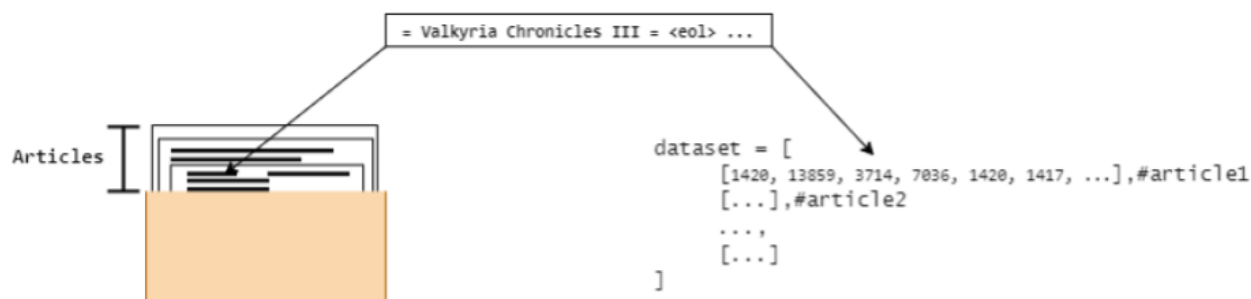 = Valkyria Chronicles III = <eol> ...
Articles
dataset = [
[1420, 13859, 3714, 7036, 1420, 1417, ...],#article1
[...],#article2
...,
[...]
]